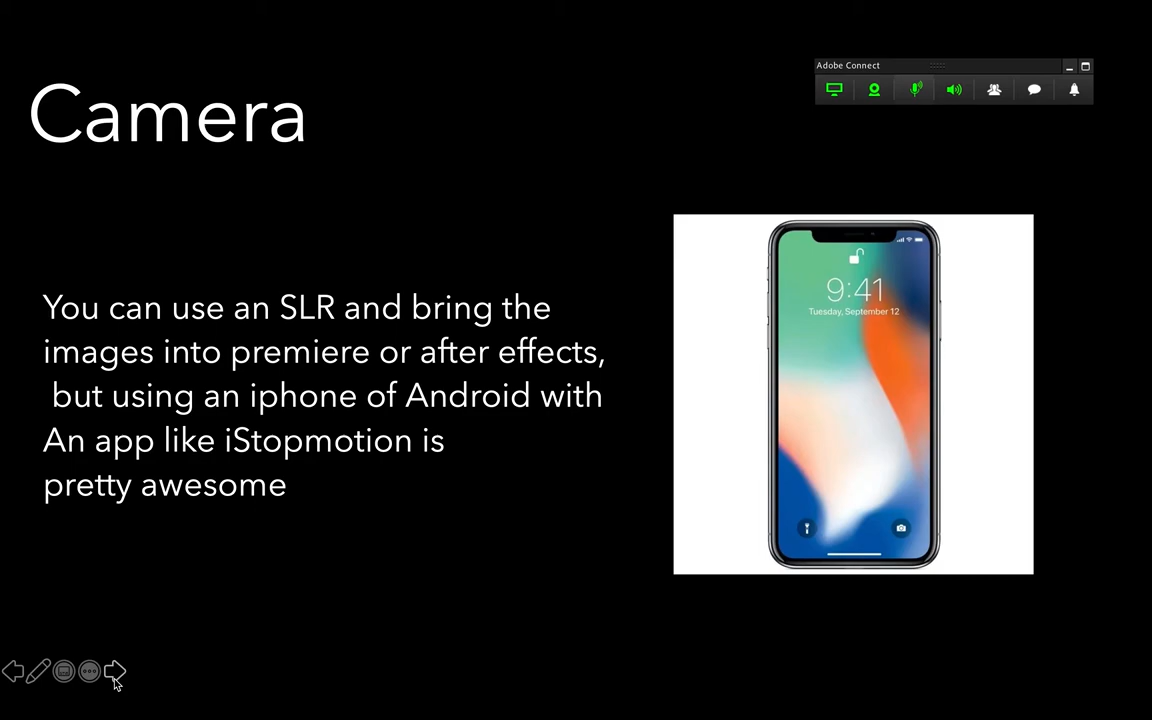 Adobe Connect
Camera
You can use an SLR and bring the
images into premiere or after effects,
but using an iphone of Android with
An app like iStopmotion is
pretty awesome
9:41
Tuesday, September 12